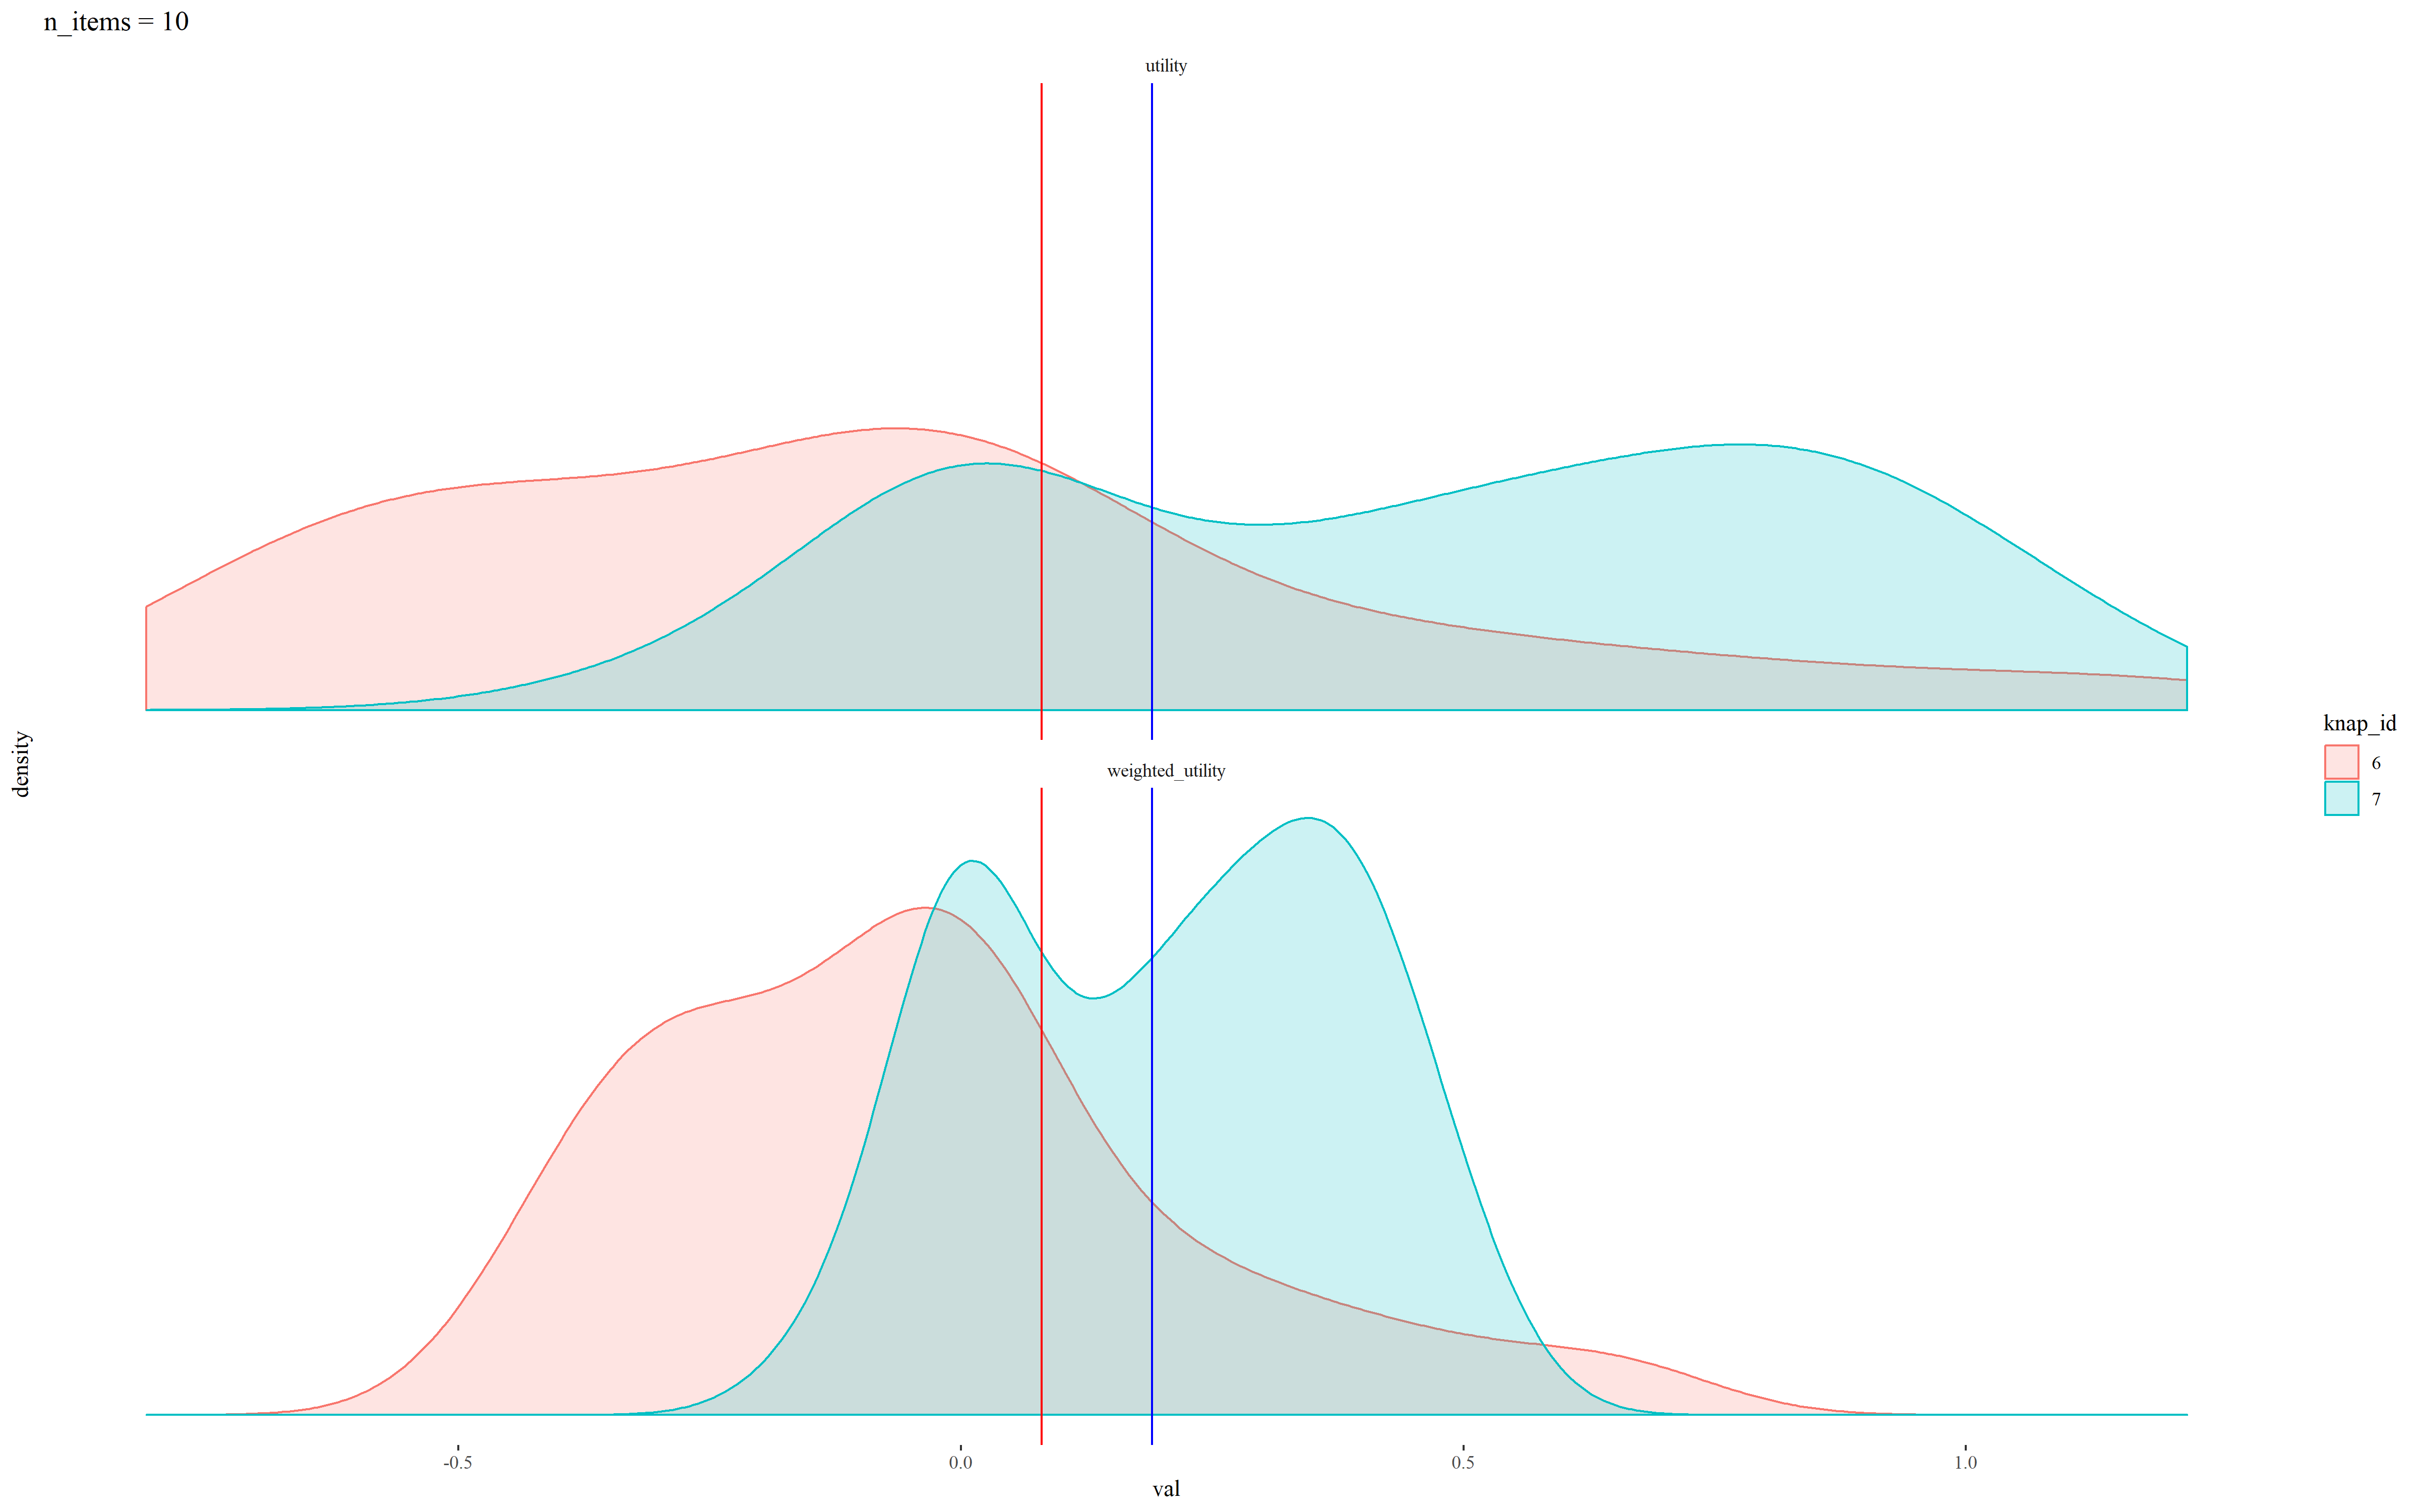 n_items = 10
utility
density
weighted_utility
knap_id
6
7
-0.5
0.0
0.5
1.0
val